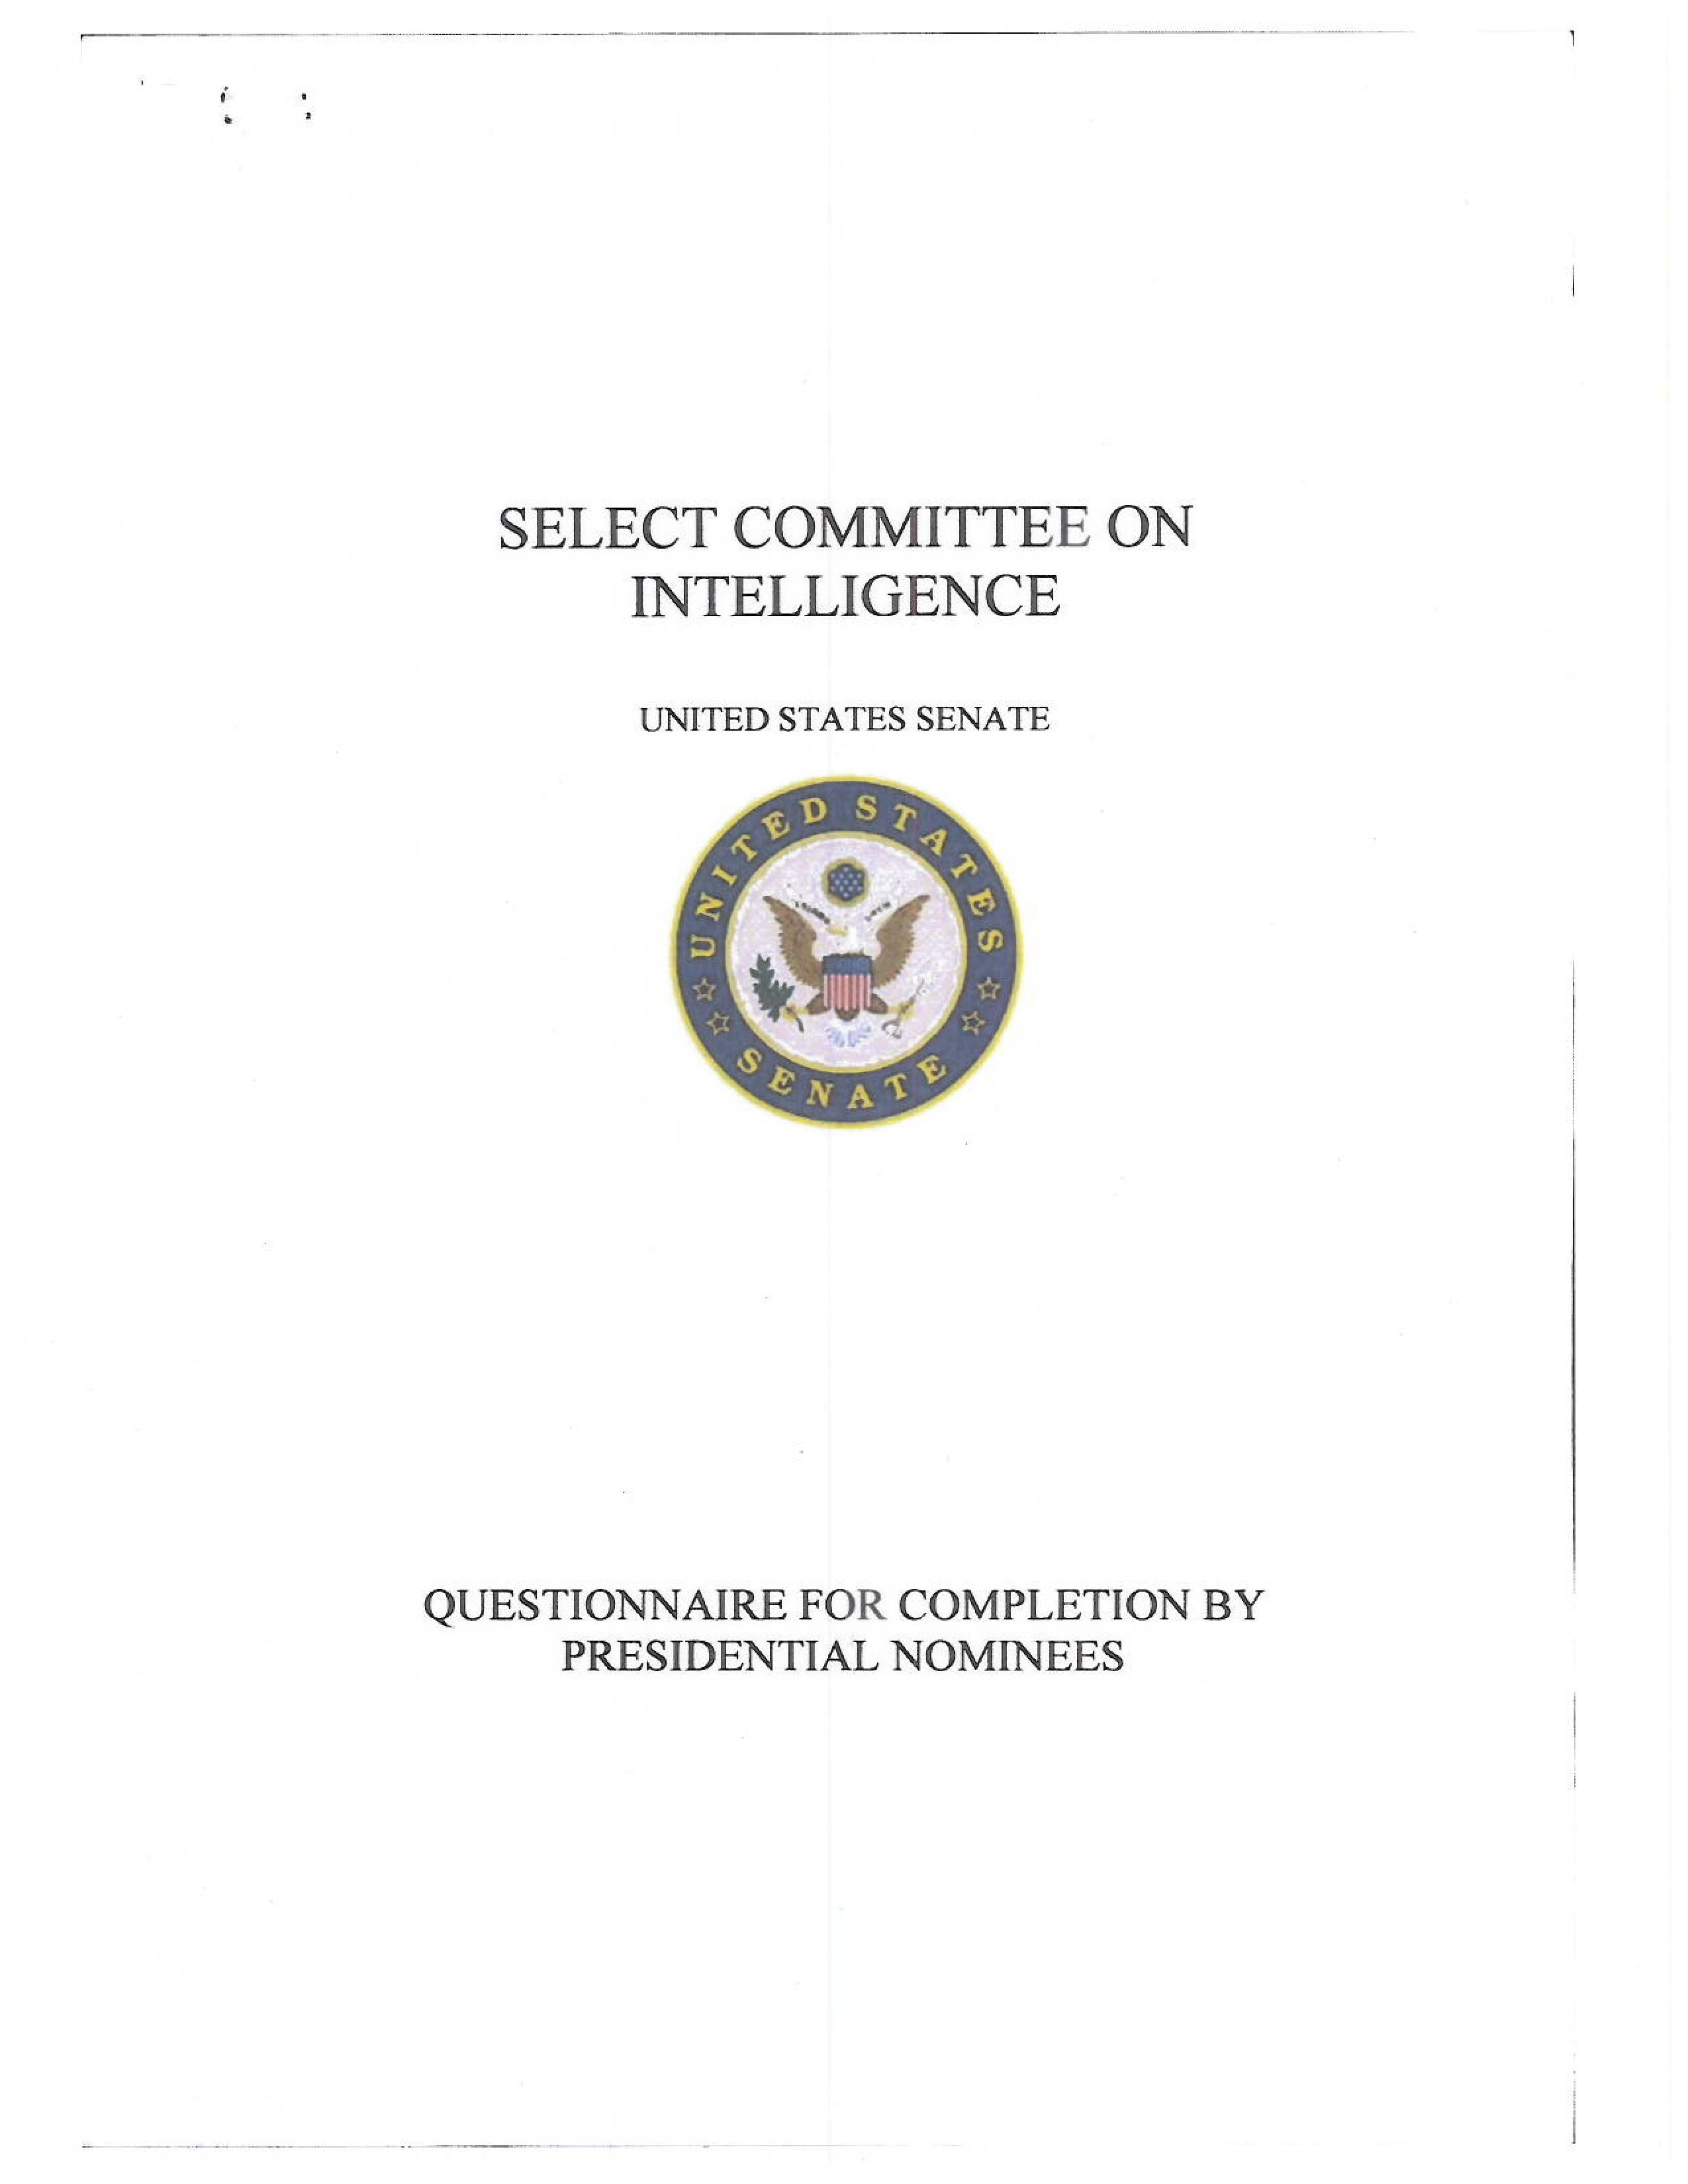 SELECT COMMITTEE ON
INTELLIGENCE
UNITED STATES SENATE
UNITED STATES
SENATE
QUESTIONNAIRE FOR COMPLETION BY
PRESIDENTIAL NOMINEES